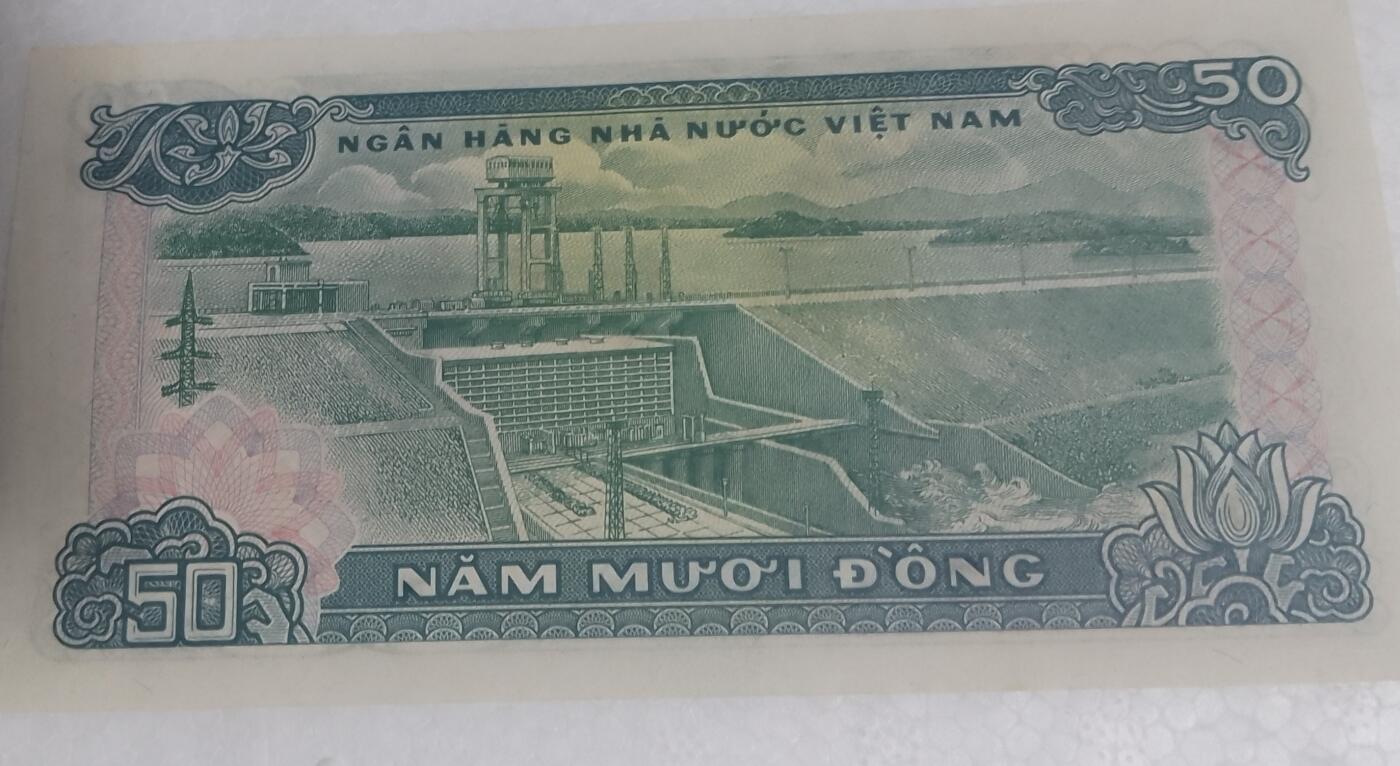 50
NGÂN HÀNG NHÀ NƯỚC VIỆT NAM
50
NĂM MƯƠI ĐỒNG